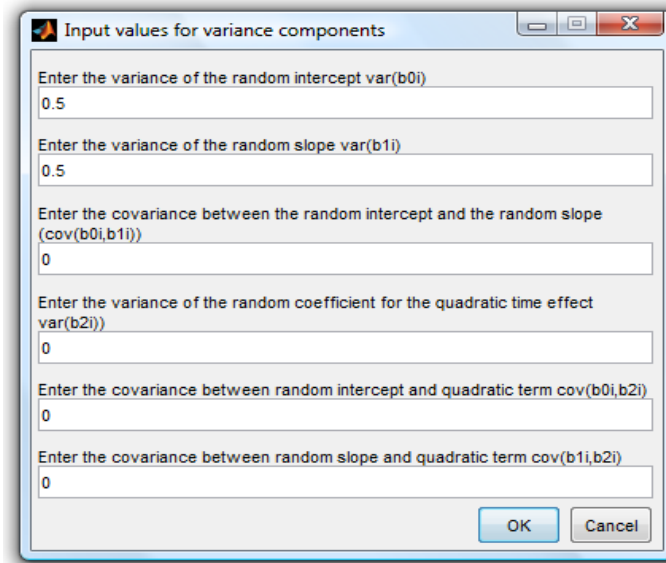 Input values for variance components
Enter the variance of the random intercept var(b0i)
0.5
Enter the variance of the random slope var(b1i)
0.5
Enter the covariance between the random intercept and the random slope
(cov(b0i,b1i))
0
Enter the variance of the random coefficient for the quadratic time effect
var(b2i))
0
Enter the covariance between random intercept and quadratic term cov(b0i,b2i)
0
Enter the covariance between random slope and quadratic term cov(b1i,b2i)
0
OK Cancel